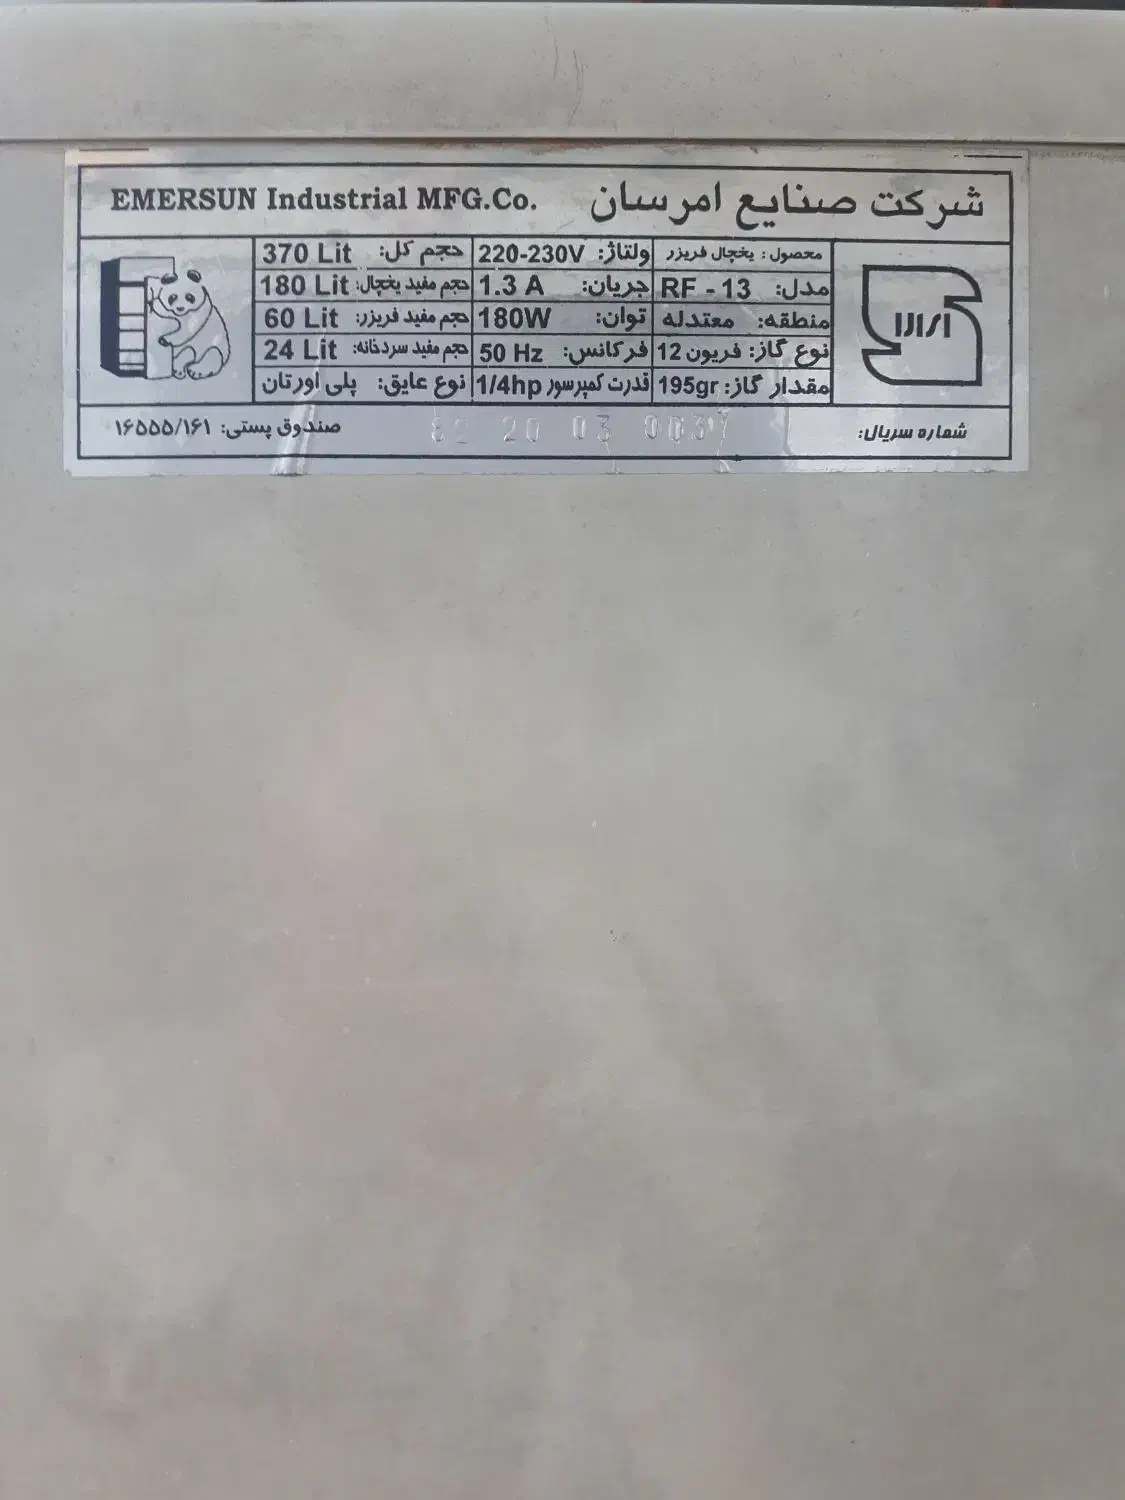 EMERSUN Industrial MFG.Co. شرکت صنایع امرسان
محصول : یخچال فریزر
مدل: RF - 13
منطقه: معتدله
نوع گاز: فریون 12
مقدار گاز: 195gr
ولتاژ: 220-230V
جریان: 1.3 A
توان: 180W
فرکانس: 50 Hz
قدرت کمپرسور 1/4hp
حجم کل: 370 Lit
حجم مفید یخچال: 180 Lit
حجم مفید فریزر: 60 Lit
حجم مفید سردخانه: 24 Lit
نوع عایق: پلی اورتان
شماره سریال: 82 20 03
صندوق پستی: ۱۶۵۵۵/۱۶۱